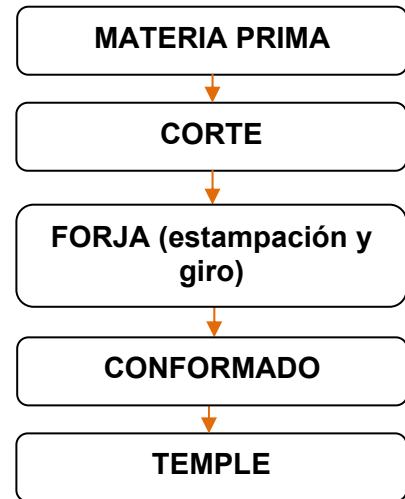 MATERIA PRIMA
CORTE
FORJA (estampación y
giro)
CONFORMADO
TEMPLE